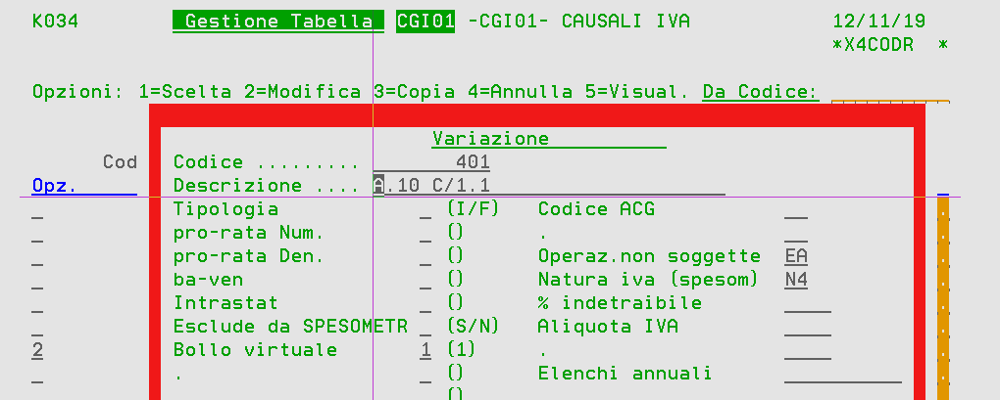 K034 Gestione Tabella CGI01 -CGI01- CAUSALI IVA 12/11/19
*X4CODR *
Opzioni: 1=Scelta 2=Modifica 3=Copia 4=Annulla 5=Visual. Da Codice:
Variazione
Cod Codice ......... 401
Opz. Descrizione .... A.10 C/1.1
Tipologia _ (I/F) Codice ACG
pro-rata Num. _ () .
pro-rata Den. _ () Operaz.non soggette EA
ba-ven _ () Natura iva (spesom) N4
Intrastat _ () % indetraibile
Esclude da SPESOMETR _ (S/N) Aliquota IVA
2 Bollo virtuale 1 (1) .
. _ () Elenchi annuali
()